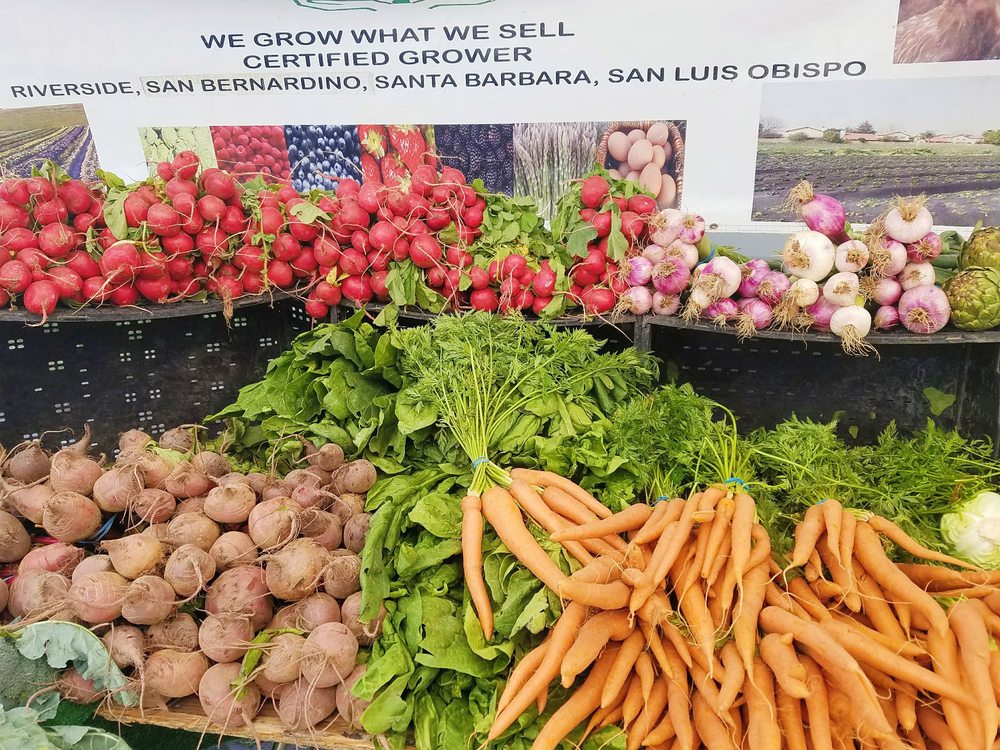 WE GROW WHAT WE SELL
CERTIFIED GROWER
RIVERSIDE, SAN BERNARDINO, SANTA BARBARA, SAN LUIS OBISPO